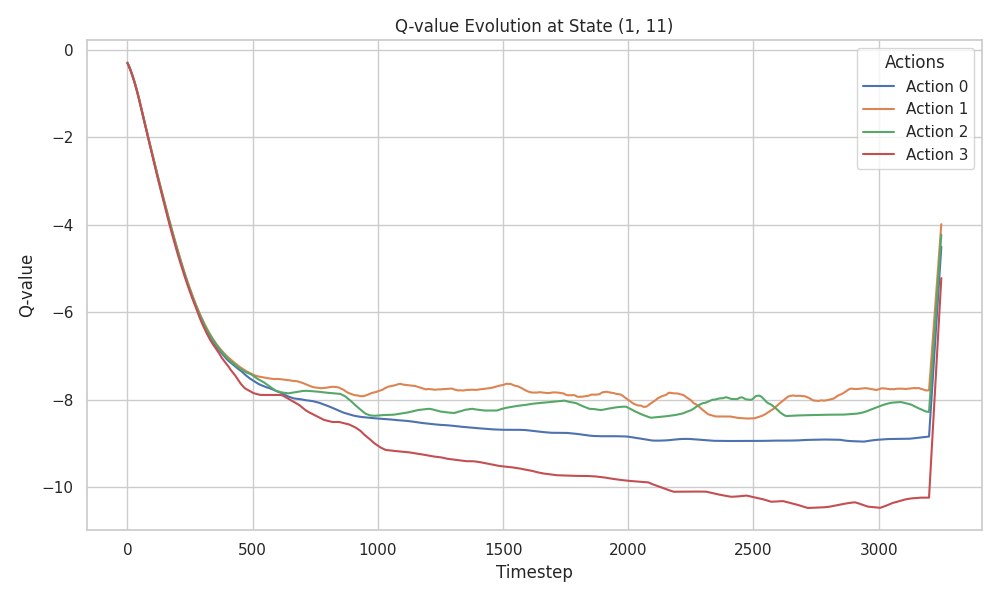 Q-value Evolution at State (1, 11)
Actions
Action 0
Action 1
Action 2
Action 3
Q-value
0
−2
−4
−6
−8
−10
0 500 1000 1500 2000 2500 3000
Timestep